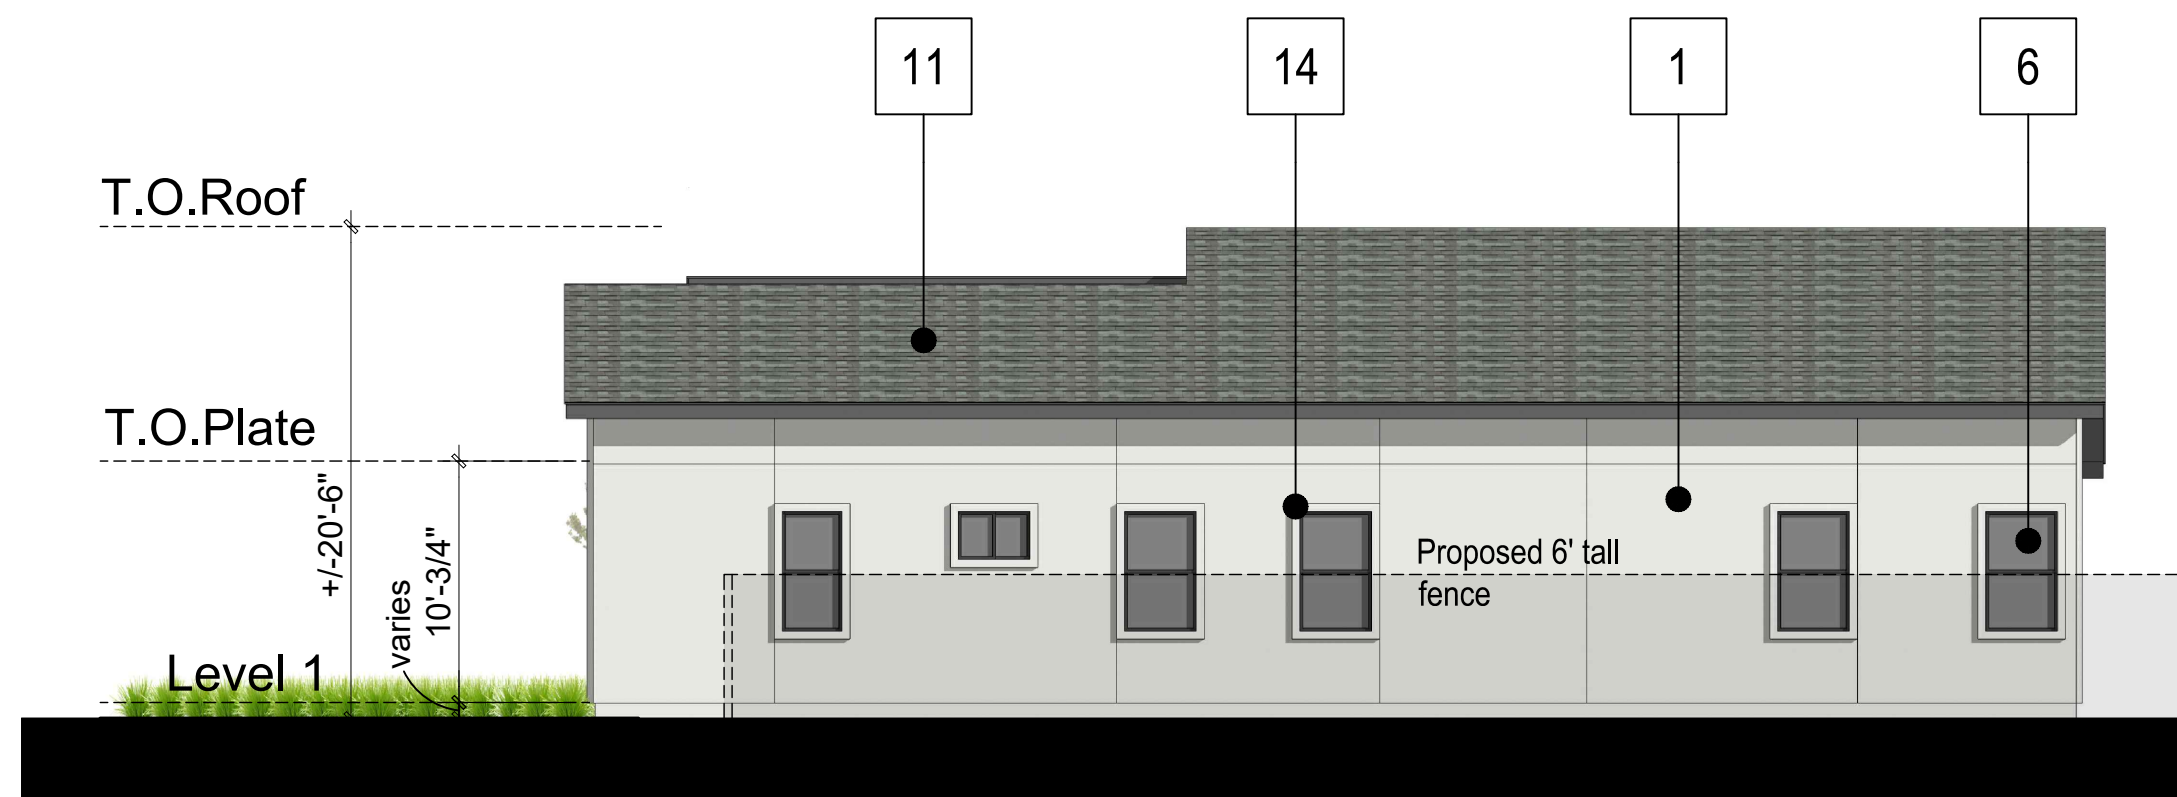 11
14
1
6
T.O.Roof
T.O.Plate
+/-20'-6"
varies
10'-3/4"
Proposed 6' tall
fence
Level 1